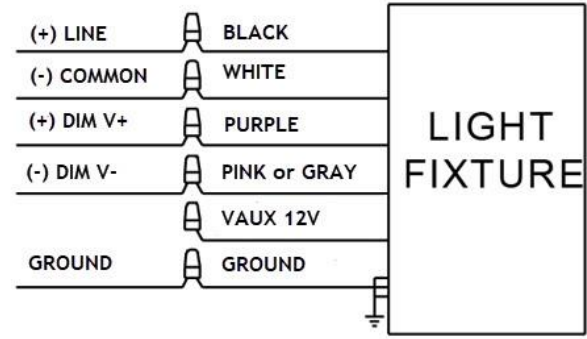 (+) LINE BLACK
(-) COMMON WHITE
(+) DIM V+ PURPLE
(-) DIM V- PINK or GRAY
VAUX 12V
GROUND GROUND
LIGHT
FIXTURE